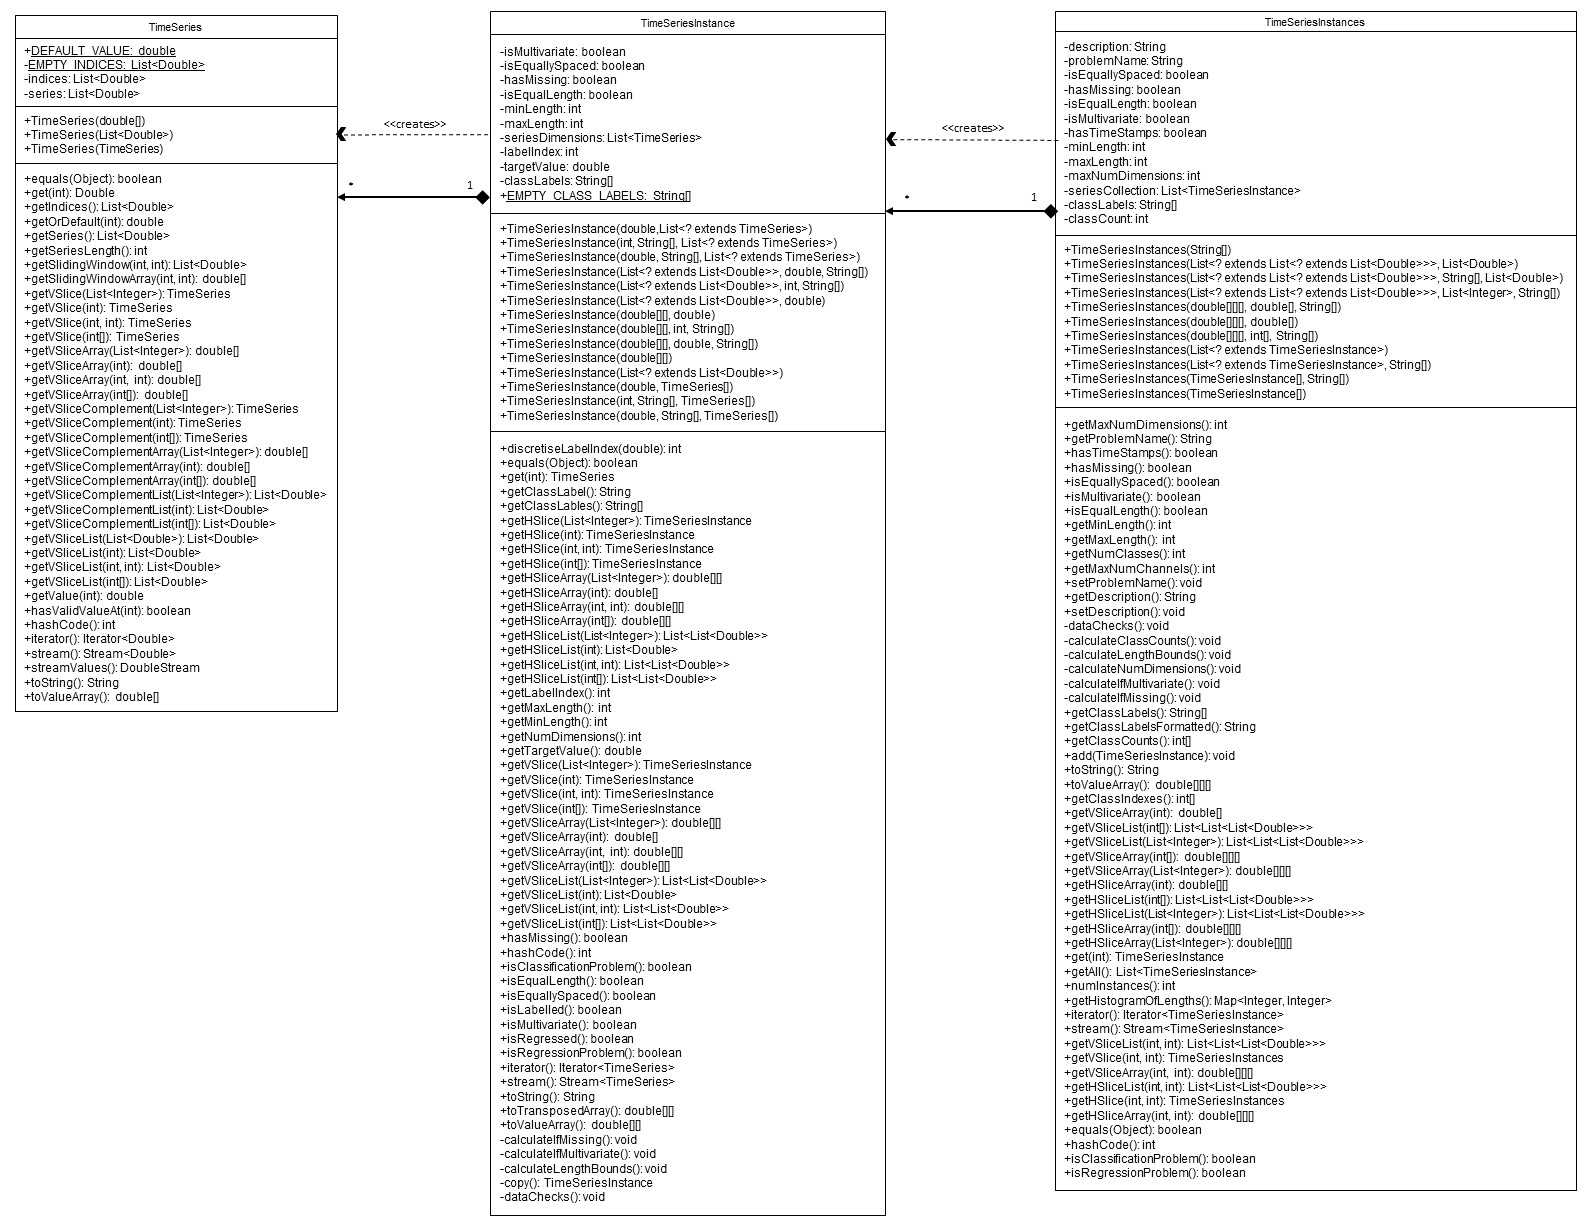 TimeSeries
+DEFAULT_VALUE: double
-EMPTY_INDICES: List<Double>
-indices: List<Double>
-series: List<Double>
+TimeSeries(double[])
+TimeSeries(List<Double>)
+TimeSeries(TimeSeries)
+equals(Object): boolean
+get(int): Double
+getIndices(): List<Double>
+getOrDefault(int): double
+getSeries(): List<Double>
+getSeriesLength(): int
+getSlidingWindow(int, int): List<Double>
+getSlidingWindowArray(int, int): double[]
+getVSlice(List<Integer>): TimeSeries
+getVSlice(int): TimeSeries
+getVSlice(int, int): TimeSeries
+getVSlice(int[]): TimeSeries
+getVSliceArray(List<Integer>): double[]
+getVSliceArray(int): double[]
+getVSliceArray(int, int): double[]
+getVSliceArray(int[]): double[]
+getVSliceComplement(List<Integer>): TimeSeries
+getVSliceComplement(int): TimeSeries
+getVSliceComplement(int[]): TimeSeries
+getVSliceComplementArray(List<Integer>): double[]
+getVSliceComplementArray(int): double[]
+getVSliceComplementArray(int[]): double[]
+getVSliceComplementList(List<Integer>): List<Double>
+getVSliceComplementList(int): List<Double>
+getVSliceComplementList(int[]): List<Double>
+getVSliceList(List<Double>): List<Double>
+getVSliceList(int): List<Double>
+getVSliceList(int, int): List<Double>
+getVSliceList(int[]): List<Double>
+getValue(int): double
+hasValidValueAt(int): boolean
+hashCode(): int
+iterator(): Iterator<Double>
+stream(): Stream<Double>
+streamValues(): DoubleStream
+toString(): String
+toValueArray(): double[]
<<creates>>
*
1
TimeSeriesInstance
-isMultivariate: boolean
-isEquallySpaced: boolean
-hasMissing: boolean
-isEqualLength: boolean
-minLength: int
-maxLength: int
-seriesDimensions: List<TimeSeries>
-labelIndex: int
-targetValue: double
-classLabels: String[]
+EMPTY_CLASS_LABELS: String[]
+TimeSeriesInstance(double,List<? extends TimeSeries>)
+TimeSeriesInstance(int, String[], List<? extends TimeSeries>)
+TimeSeriesInstance(double, String[], List<? extends TimeSeries>)
+TimeSeriesInstance(List<? extends List<Double>>, double, String[])
+TimeSeriesInstance(List<? extends List<Double>>, int, String[])
+TimeSeriesInstance(List<? extends List<Double>>, double)
+TimeSeriesInstance(double[][], double)
+TimeSeriesInstance(double[][], int, String[])
+TimeSeriesInstance(double[][], double, String[])
+TimeSeriesInstance(double[][])
+TimeSeriesInstance(List<? extends List<Double>>)
+TimeSeriesInstance(double, TimeSeries[])
+TimeSeriesInstance(int, String[], TimeSeries[])
+TimeSeriesInstance(double, String[], TimeSeries[])
+discretiseLabelIndex(double): int
+equals(Object): boolean
+get(int): TimeSeries
+getClassLabel(): String
+getClassLables(): String[]
+getHSlice(List<Integer>): TimeSeriesInstance
+getHSlice(int): TimeSeriesInstance
+getHSlice(int, int): TimeSeriesInstance
+getHSlice(int[]): TimeSeriesInstance
+getHSliceArray(List<Integer>): double[][]
+getHSliceArray(int): double[]
+getHSliceArray(int, int): double[][]
+getHSliceArray(int[]): double[][]
+getHSliceList(List<Integer>): List<List<Double>>
+getHSliceList(int): List<Double>
+getHSliceList(int, int): List<List<Double>>
+getHSliceList(int[]): List<List<Double>>
+getLabelIndex(): int
+getMaxLength(): int
+getMinLength(): int
+getNumDimensions(): int
+getTargetValue(): double
+getVSlice(List<Integer>): TimeSeriesInstance
+getVSlice(int): TimeSeriesInstance
+getVSlice(int, int): TimeSeriesInstance
+getVSlice(int[]): TimeSeriesInstance
+getVSliceArray(List<Integer>): double[][]
+getVSliceArray(int): double[]
+getVSliceArray(int, int): double[][]
+getVSliceArray(int[]): double[][]
+getVSliceList(List<Integer>): List<List<Double>>
+getVSliceList(int): List<Double>
+getVSliceList(int, int): List<List<Double>>
+getVSliceList(int[]): List<List<Double>>
+hasMissing(): boolean
+hashCode(): int
+isClassificationProblem(): boolean
+isEqualLength(): boolean
+isEquallySpaced(): boolean
+isLabelled(): boolean
+isMultivariate(): boolean
+isRegressed(): boolean
+isRegressionProblem(): boolean
+iterator(): Iterator<TimeSeries>
+stream(): Stream<TimeSeries>
+toString(): String
+toTransposedArray(): double[][]
+toValueArray(): double[][]
-calculateIfMissing(): void
-calculateIfMultivariate(): void
-calculateLengthBounds(): void
-copy(): TimeSeriesInstance
-dataChecks(): void
<<creates>>
*
1
TimeSeriesInstances
-description: String
-problemName: String
-isEquallySpaced: boolean
-hasMissing: boolean
-isEqualLength: boolean
-isMultivariate: boolean
-hasTimeStamps: boolean
-minLength: int
-maxLength: int
-maxNumDimensions: int
-seriesCollection: List<TimeSeriesInstance>
-classLabels: String[]
-classCount: int
+TimeSeriesInstances(String[])
+TimeSeriesInstances(List<? extends List<? extends List<Double>>>, List<Double>)
+TimeSeriesInstances(List<? extends List<? extends List<Double>>>, String[], List<Double>)
+TimeSeriesInstances(List<? extends List<? extends List<Double>>>, List<Integer>, String[])
+TimeSeriesInstances(double[][][], double[], String[])
+TimeSeriesInstances(double[][][], double[])
+TimeSeriesInstances(double[][][], int[], String[])
+TimeSeriesInstances(List<? extends TimeSeriesInstance>)
+TimeSeriesInstances(List<? extends TimeSeriesInstance>, String[])
+TimeSeriesInstances(TimeSeriesInstance[], String[])
+TimeSeriesInstances(TimeSeriesInstance[])
+getMaxNumDimensions(): int
+getProblemName(): String
+hasTimeStamps(): boolean
+hasMissing(): boolean
+isEquallySpaced(): boolean
+isMultivariate(): boolean
+isEqualLength(): boolean
+getMinLength(): int
+getMaxLength(): int
+getNumClasses(): int
+getMaxNumChannels(): int
+setProblemName(): void
+getDescription(): String
+setDescription(): void
-dataChecks(): void
-calculateClassCounts(): void
-calculateLengthBounds(): void
-calculateNumDimensions(): void
-calculateIfMultivariate(): void
-calculateIfMissing(): void
+getClassLabels(): String[]
+getClassLabelsFormatted(): String
+getClassCounts(): int[]
+add(TimeSeriesInstance): void
+toString(): String
+toValueArray(): double[][][]
+getClassIndexes(): int[]
+getVSliceArray(int): double[]
+getVSliceList(int[]): List<List<List<Double>>>
+getVSliceList(List<Integer>): List<List<List<Double>>>
+getVSliceArray(int[]): double[][][]
+getVSliceArray(List<Integer>): double[][][]
+getHSliceArray(int): double[][]
+getHSliceList(int[]): List<List<List<Double>>>
+getHSliceList(List<Integer>): List<List<List<Double>>>
+getHSliceArray(int[]): double[][][]
+getHSliceArray(List<Integer>): double[][][]
+get(int): TimeSeriesInstance
+getAll(): List<TimeSeriesInstance>
+numInstances(): int
+getHistogramOfLengths(): Map<Integer, Integer>
+iterator(): Iterator<TimeSeriesInstance>
+stream(): Stream<TimeSeriesInstance>
+getVSliceList(int, int): List<List<List<Double>>>
+getVSlice(int, int): TimeSeriesInstances
+getVSliceArray(int, int): double[][][]
+getHSliceList(int, int): List<List<List<Double>>>
+getHSlice(int, int): TimeSeriesInstances
+getHSliceArray(int, int): double[][][]
+equals(Object): boolean
+hashCode(): int
+isClassificationProblem(): boolean
+isRegressionProblem(): boolean